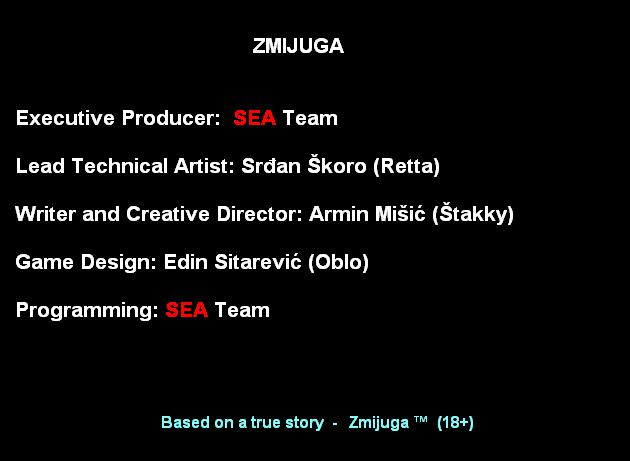 ZMIJUGA
Executive Producer: SEA Team
Lead Technical Artist: Srđan Škoro (Retta)
Writer and Creative Director: Armin Mišić (Štakky)
Game Design: Edin Sitarević (Oblo)
Programming: SEA Team
Based on a true story - Zmijuga ™ (18+)